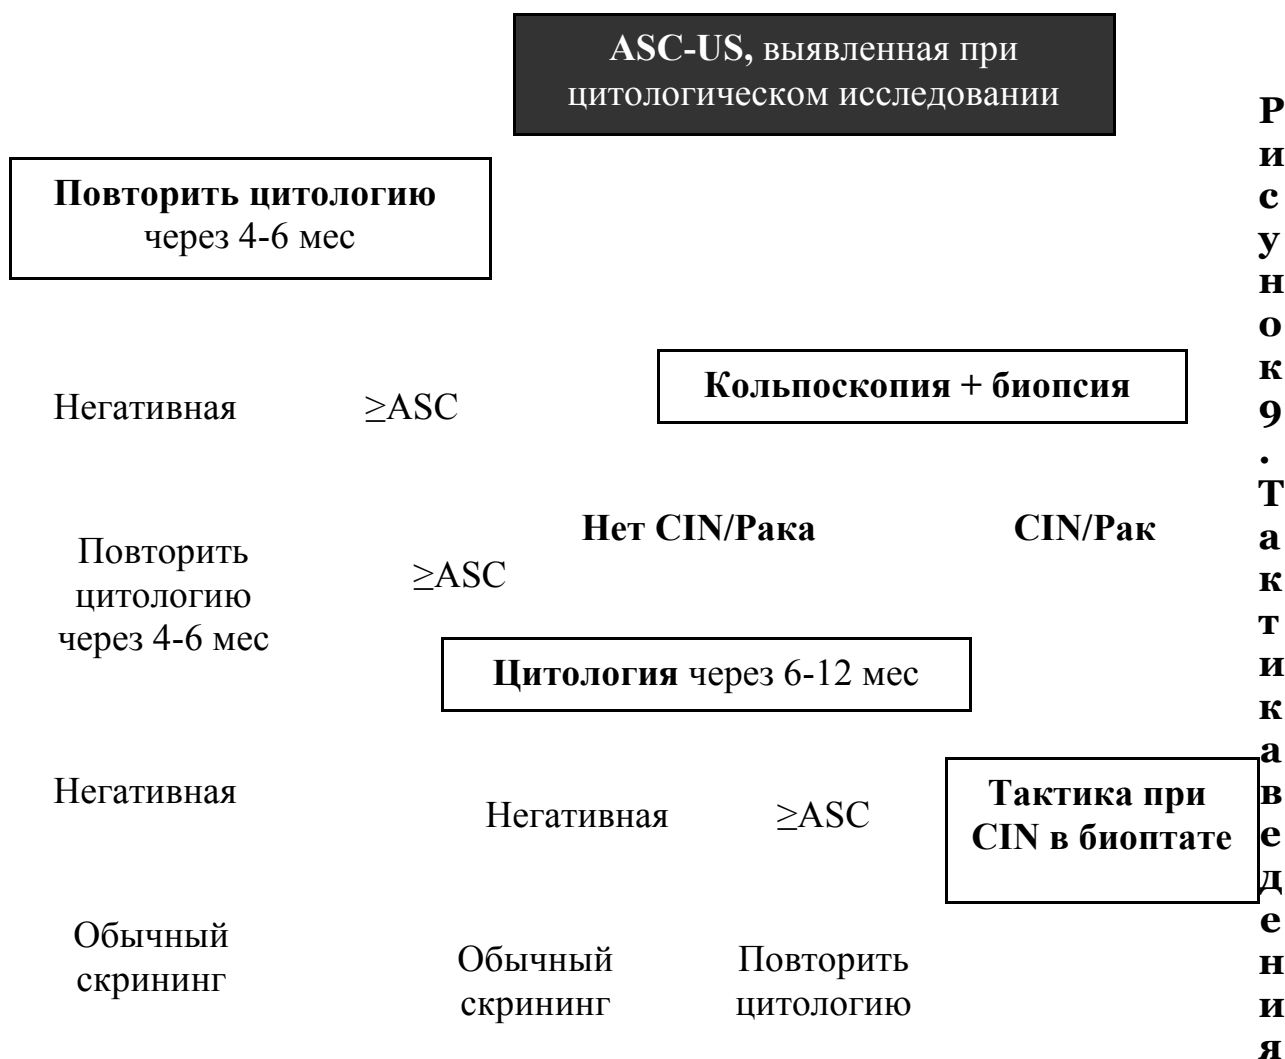 ASC-US, выявленная при
цитологическом исследовании
Повторить цитологию
через 4-6 мес
Негативная
≥ASC
Кольпоскопия + биопсия
Нет CIN/Рака
CIN/Рак
Повторить
цитологию
через 4-6 мес
≥ASC
Цитология через 6-12 мес
Негативная
Негативная
≥ASC
Тактика при
CIN в биоптате
Обычный
скрининг
Обычный
скрининг
Повторить
цитологию
Рисунок 9. Тактика ведения